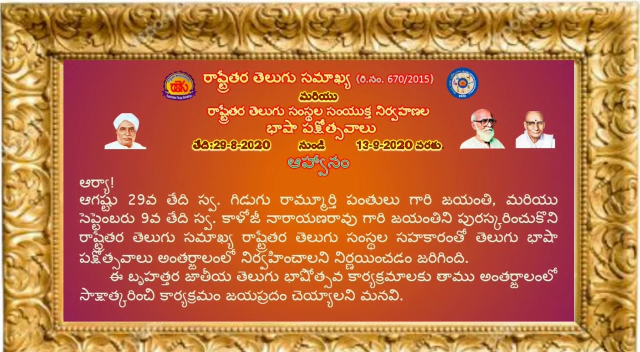 రాష్ట్రేతర తెలుగు సమాఖ్య (రి.నం. 670/2015)
మరియు
రాష్ట్రేతర తెలుగు సంస్థల సంయుక్త నిర్వహణల
భాషా పక్షోత్సవాలు
తేది:29-8-2020 నుండి 13-9-2020 వరకు
ఆహ్వానం
ఆర్యా!
ఆగష్టు 29వ తేది స్వ. గిడుగు రామ్మూర్తి పంతులు గారి జయంతి, మరియు
సెప్టెంబరు 9వ తేది స్వ. కాళోజీ నారాయణరావు గారి జయంతిని పురస్కరించుకొని
రాష్ట్రేతర తెలుగు సమాఖ్య రాష్ట్రేతర తెలుగు సంస్థల సహకారంతో తెలుగు భాషా
పక్షోత్సవాలు అంతర్జాలంలో నిర్వహించాలని నిర్ణయించడం జరిగింది.
ఈ బృహత్తర జాతీయ తెలుగు భాషోత్సవ కార్యక్రమాలకు తాము అంతర్జాలంలో
సాక్షాత్కరించి కార్యక్రమం జయప్రదం చెయ్యాలని మనవి.